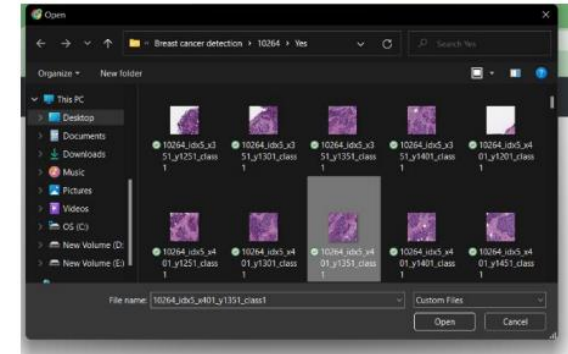 Open
Breast cancer detection > 10264 > Yes
Search Yes
Organize
New folder
This PC
Desktop
Documents
Downloads
Music
Pictures
Videos
OS (C:)
New Volume (D:
New Volume (E:)
10264_idx5_x3
51_y1251_class
1
10264_idx5_x3
51_y1301_class
1
10264_idx5_x3
51_y1351_class
1
10264_idx5_x3
51_y1401_class
1
10264_idx5_x4
01_y1201_class
1
10264_idx5_x4
01_y1251_class
1
10264_idx5_x4
01_y1301_class
1
10264_idx5_x4
01_y1351_class
1
10264_idx5_x4
01_y1401_class
1
10264_idx5_x4
01_y1451_class
1
File name: 10264_idx5_x401_y1351_class1
Custom Files
Open
Cancel